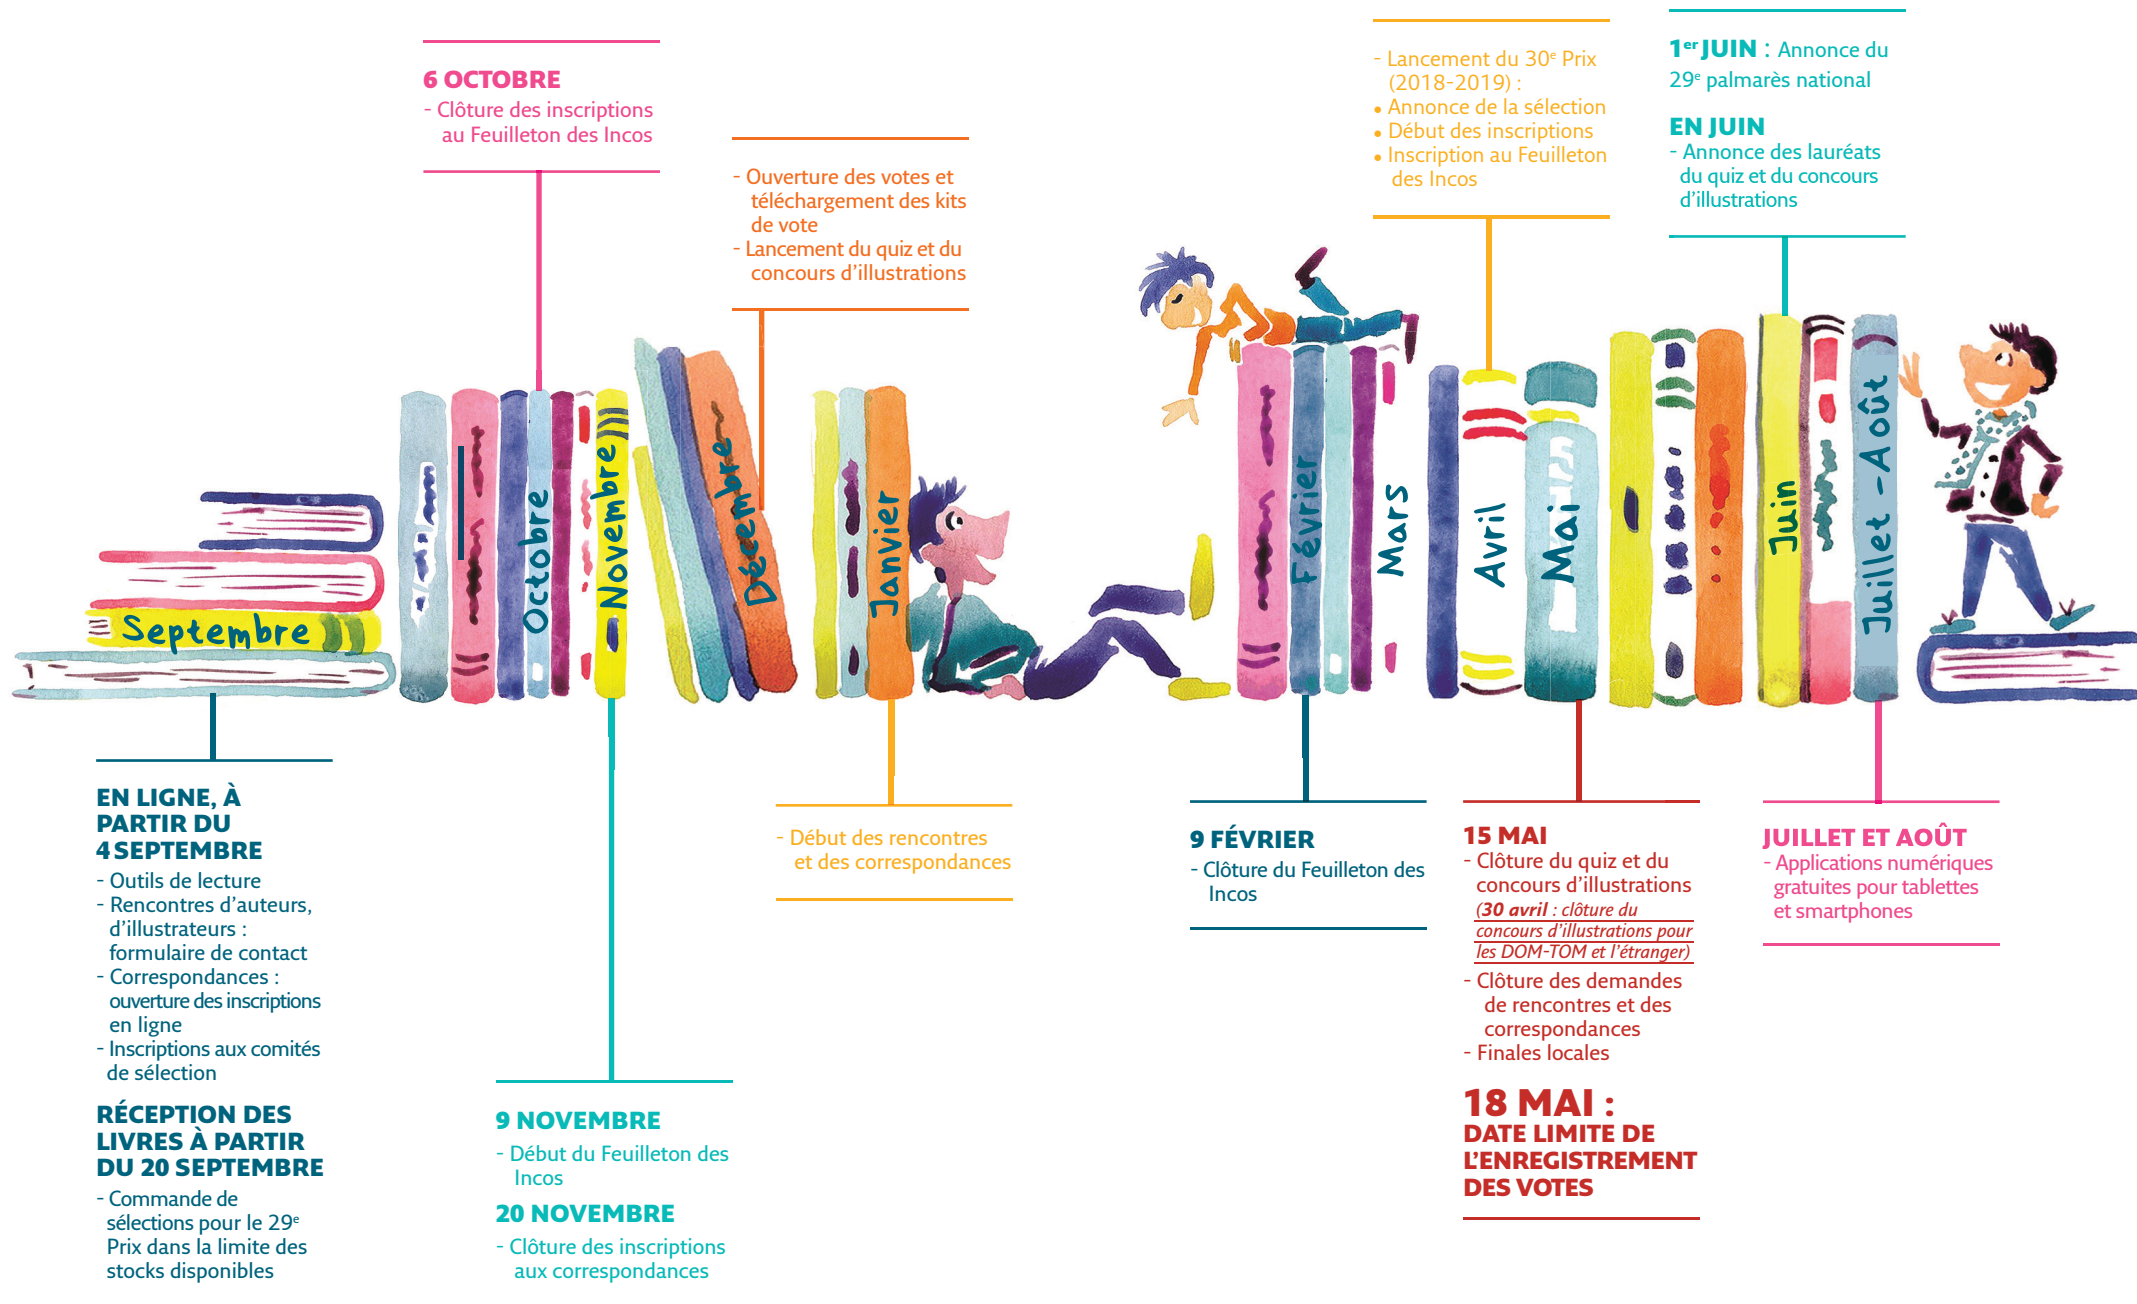 6 OCTOBRE
- Clôture des inscriptions
au Feuilleton des Incos
- Ouverture des votes et
téléchargement des kits
de vote
- Lancement du quiz et du
concours d’illustrations
- Lancement du 30e Prix
(2018-2019) :
• Annonce de la sélection
• Début des inscriptions
• Inscription au Feuilleton
des Incos
1er JUIN : Annonce du
29e palmarès national
EN JUIN
- Annonce des lauréats
du quiz et du concours
d’illustrations
Septembre
Octobre
Novembre
Décembre
Janvier
Février
Mars
Avril
Mai
Juin
Juillet - Août
EN LIGNE, À
PARTIR DU
4 SEPTEMBRE
- Outils de lecture
- Rencontres d’auteurs,
d’illustrateurs :
formulaire de contact
- Correspondances :
ouverture des inscriptions
en ligne
- Inscriptions aux comités
de sélection
RÉCEPTION DES
LIVRES À PARTIR
DU 20 SEPTEMBRE
- Commande de
sélections pour le 29e
Prix dans la limite des
stocks disponibles
9 NOVEMBRE
- Début du Feuilleton des
Incos
20 NOVEMBRE
- Clôture des inscriptions
aux correspondances
- Début des rencontres
et des correspondances
9 FÉVRIER
- Clôture du Feuilleton des
Incos
15 MAI
- Clôture du quiz et du
concours d’illustrations
(30 avril : clôture du
concours d’illustrations pour
les DOM-TOM et l’étranger)
- Clôture des demandes
de rencontres et des
correspondances
- Finales locales
18 MAI :
DATE LIMITE DE
L’ENREGISTREMENT
DES VOTES
JUILLET ET AOÛT
- Applications numériques
gratuites pour tablettes
et smartphones